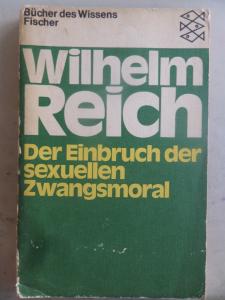 Bücher des Wissens
Fischer
Wilhelm
Reich
Der Einbruch der
sexuellen
Zwangsmoral